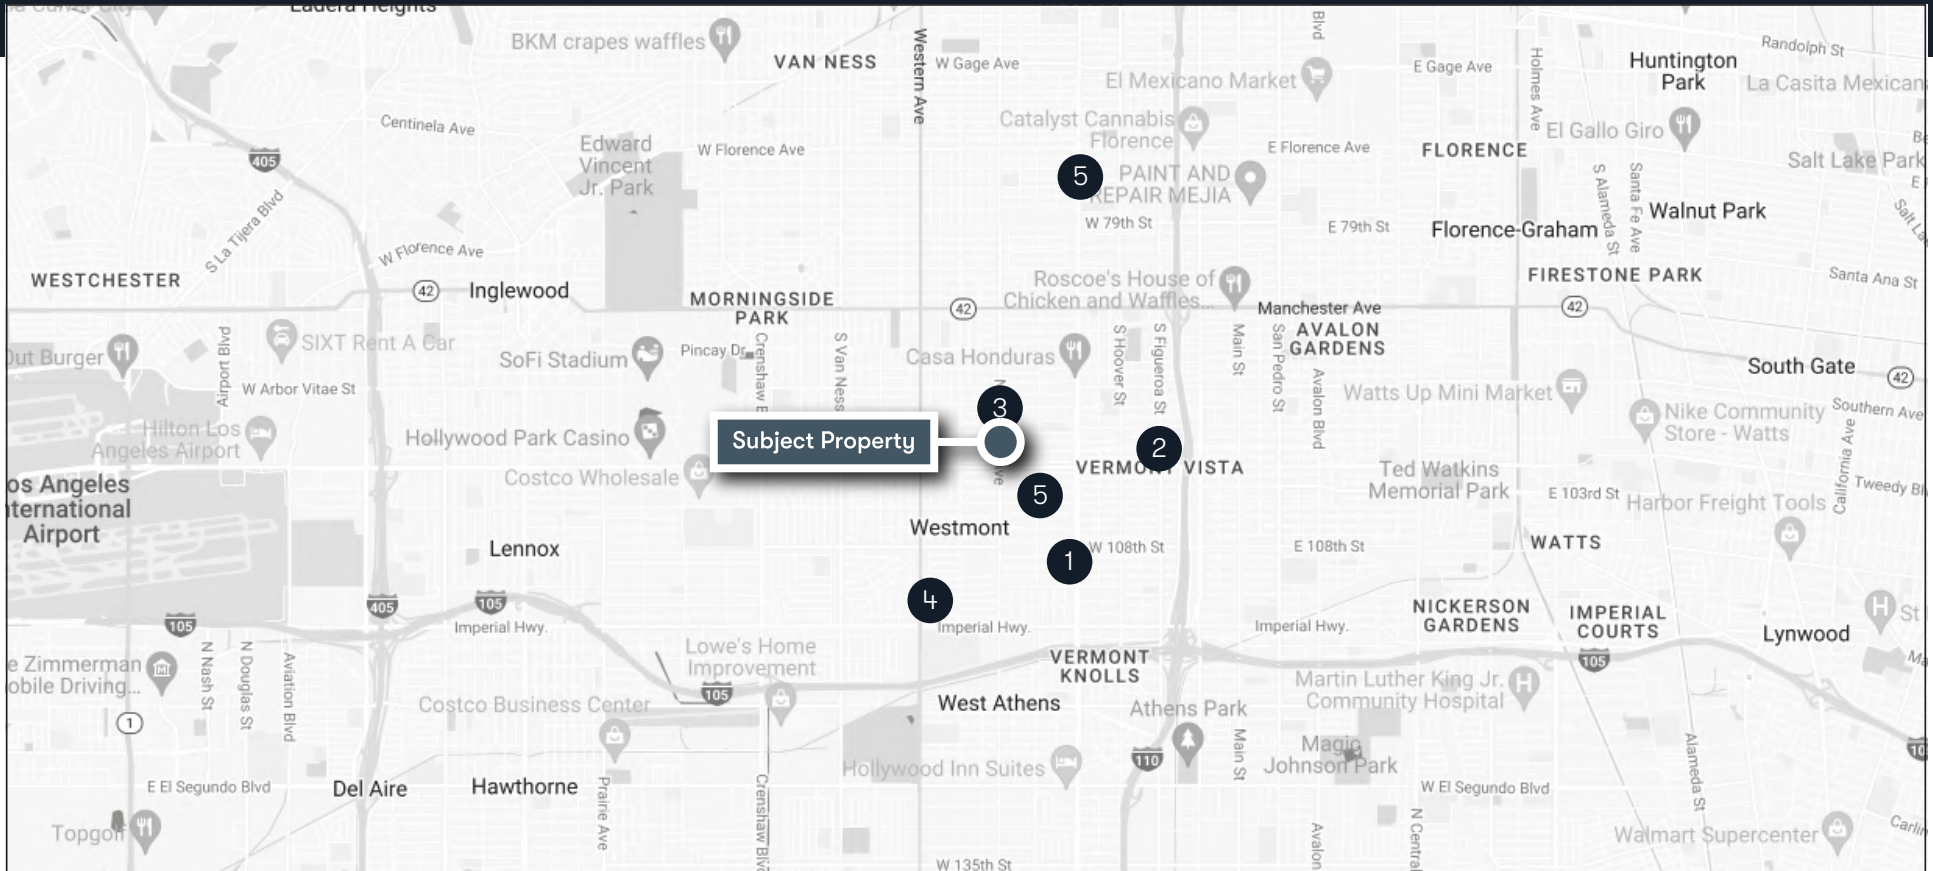 Ladera Heights
BKM crapes waffles
VAN NESS
Western Ave
W Gage Ave
Blvd
El Mexicano Market
E Gage Ave
Holmes Ave
Huntington
Park
Randolph St
La Casita Mexican
Centinela Ave
Catalyst Cannabis
Florence
El Gallo Giro
405
Edward
Vincent
Jr. Park
W Florence Ave
E Florence Ave
FLORENCE
Salt Lake Park
5
PAINT AND
REPAIR MEJIA
S Alameda St
Santa Fe Ave
Walnut Park
S La Tijera Blvd
W Florence Ave
W 79th St
E 79th St
Florence-Graham
WESTCHESTER
42
Inglewood
MORNINGSIDE
PARK
42
Roscoe's House of
Chicken and Waffles...
Manchester Ave
FIRESTONE PARK
42
Santa Ana St
Out Burger
Airport Blvd
SIXT Rent A Car
SoFi Stadium
Pincay Dr
Crenshaw B
S Van Ness
Casa Honduras
S Hoover St
S Figueroa St
Main St
San Pedro St
AVALON
GARDENS
South Gate
42
W Arbor Vitae St
Avalon Blvd
Watts Up Mini Market
Hilton Los
Angeles Airport
Hollywood Park Casino
3
Subject Property
2
Nike Community
Store - Watts
Southern Ave
California Ave
Costco Wholesale
VERMONT VISTA
Ted Watkins
Memorial Park
os Angeles
nternational
Airport
5
E 103rd St
Harbor Freight Tools
Tweedy Bl
Westmont
Lennox
1
W 108th St
E 108th St
WATTS
4
405
105
105
Imperial Hwy.
Imperial Hwy.
Imperial Hwy.
NICKERSON
GARDENS
IMPERIAL
COURTS
Lynwood
St
e Zimmerman
obile Driving...
N Nash St
N Douglas St
Aviation Blvd
Lowe's Home
Improvement
105
VERMONT
KNOLLS
105
Martin Luther King Jr.
Community Hospital
1
Costco Business Center
West Athens
Athens Park
Main St
Magic
Johnson Park
Alameda St
10
Hollywood Inn Suites
110
E El Segundo Blvd
Del Aire
Hawthorne
Prairie Ave
Crenshaw Blvd
W El Segundo Blvd
Topgolf
Avalon
N Central
Walmart Supercenter
Carlin
W 135th St